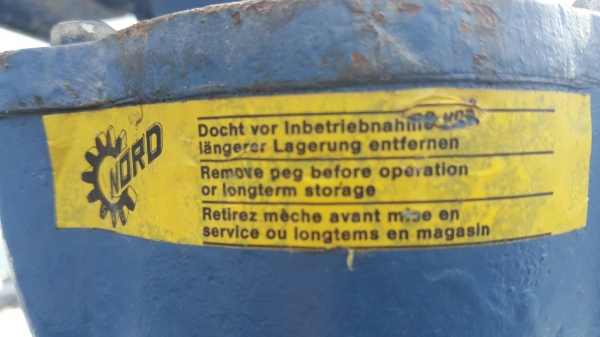 NORD
Docht vor Inbetriebnahme
längerer Lagerung entfernen
Remove peg before operation
or longterm storage
Retirez mèche avant mise en
service ou longtems en magasin